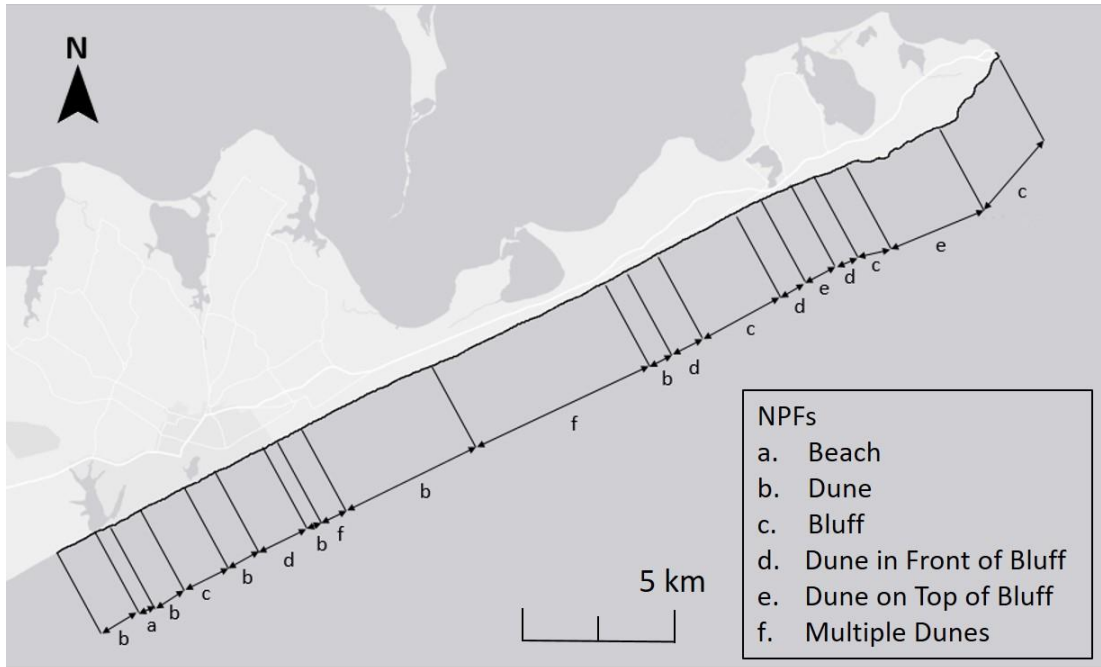 N
c
e
c
d
e
d
c
d
b
f
b
f
b
d
b
c
b
a
b
5 km
NPFs
a. Beach
b. Dune
c. Bluff
d. Dune in Front of Bluff
e. Dune on Top of Bluff
f. Multiple Dunes